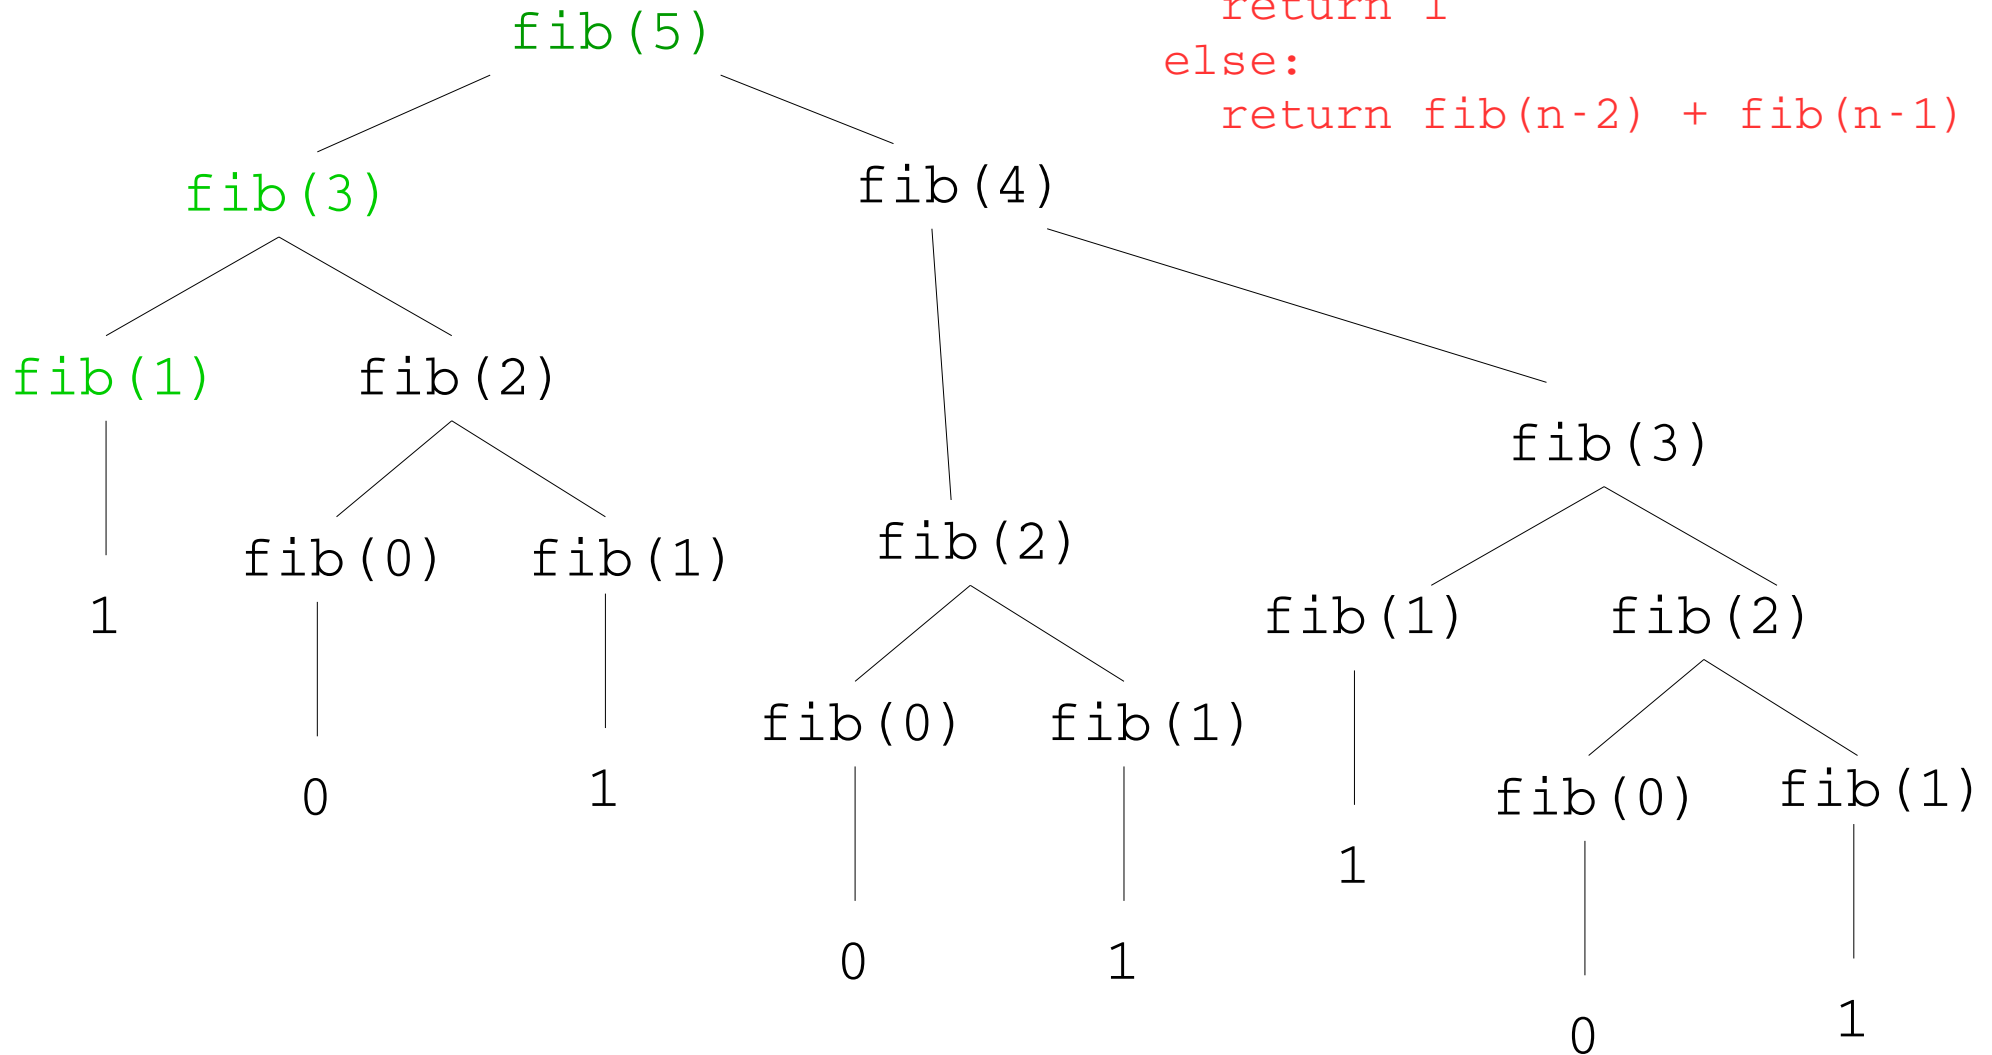 return 1
else:
return fib(n-2) + fib(n-1)
fib(5)
fib(3) fib(4)
fib(1) fib(2)
fib(3)
fib(0) fib(1) fib(2)
1 fib(1) fib(2)
fib(0) fib(1)
0 1 fib(0) fib(1)
1
0 1
0 1